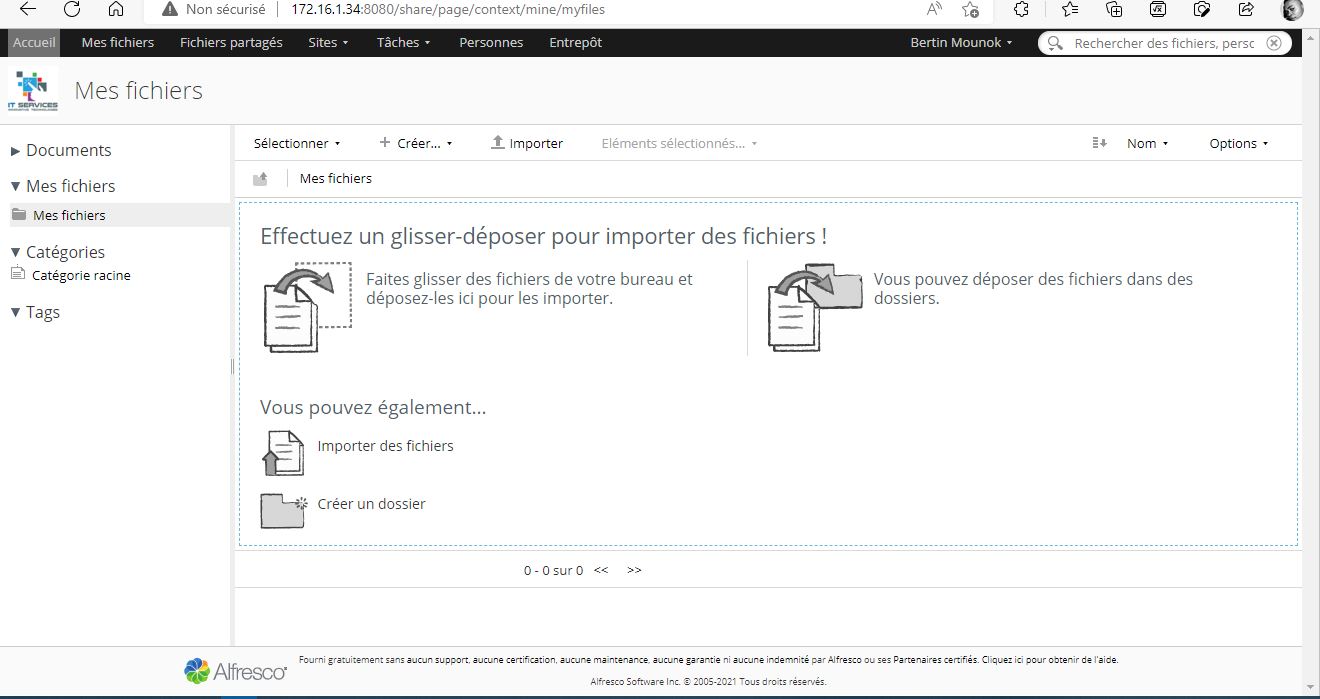 Non sécurisé 172.16.1.34:8080/share/page/context/mine/myfiles
Accueil Mes fichiers Fichiers partagés Sites Tâches Personnes Entrepôt Bertin Mounok Rechercher des fichiers, persc
IT SERVICES
Mes fichiers
Documents
Mes fichiers
Mes fichiers
Catégories
Catégorie racine
Tags
Sélectionner Créer... Importer Eléments sélectionnés... Nom Options
Mes fichiers
Effectuez un glisser-déposer pour importer des fichiers !
Faites glisser des fichiers de votre bureau et
déposez-les ici pour les importer.
Vous pouvez déposer des fichiers dans des
dossiers.
Vous pouvez également...
Importer des fichiers
Créer un dossier
0 - 0 sur 0 << >>
Alfresco
Fourni gratuitement sans aucun support, aucune certification, aucune maintenance, aucune garantie ni aucune indemnité par Alfresco ou ses Partenaires certifiés. Cliquez ici pour obtenir de l'aide.
Alfresco Software Inc. © 2005-2021 Tous droits réservés.